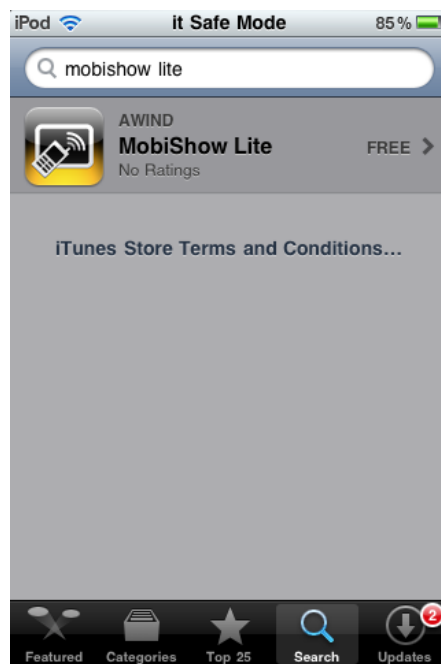 iPod it Safe Mode 85%
mobishow lite
AWIND
MobiShow Lite FREE
No Ratings
iTunes Store Terms and Conditions...
2
Featured Categories Top 25 Search Updates